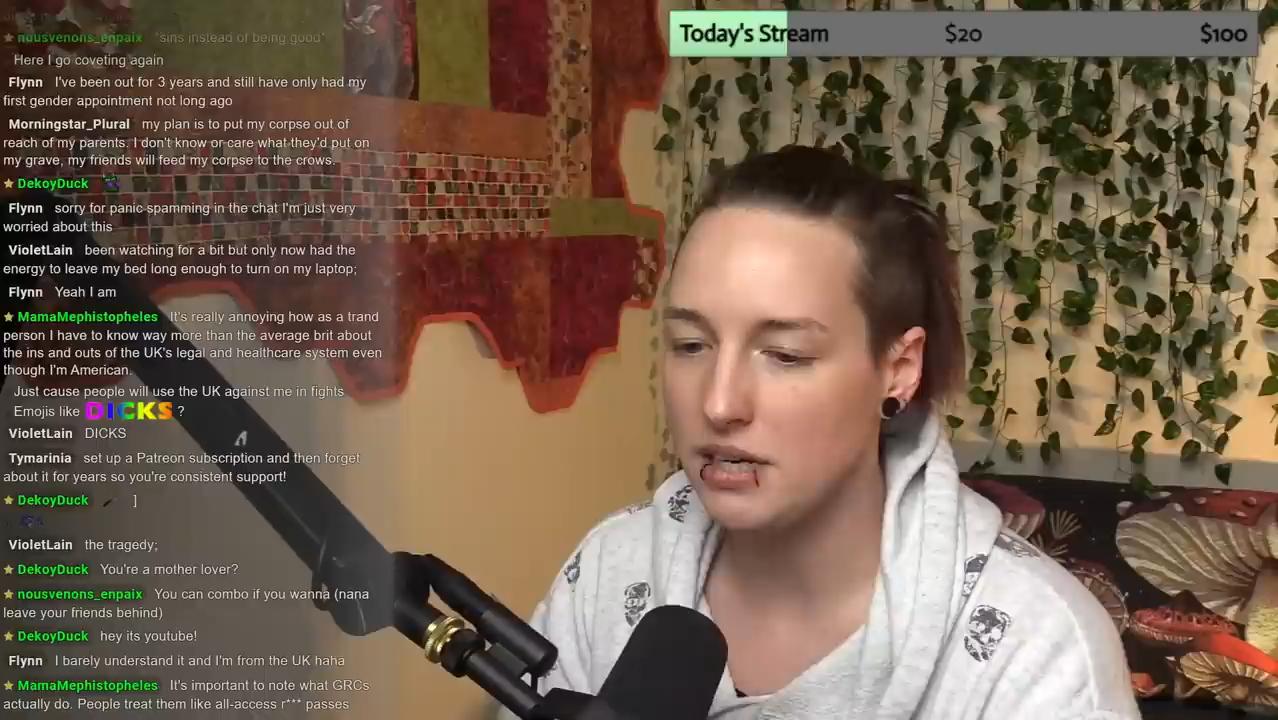 Today's Stream $20 $100
nousvenons_enpaix *sins instead of being good*
Here I go coveting again
Flynn I've been out for 3 years and still have only had my
first gender appointment not long ago
Morningstar_Plural my plan is to put my corpse out of
reach of my parents. I don't know or care what they'd put on
my grave, my friends will feed my corpse to the crows.
DekoyDuck
Flynn sorry for panic spamming in the chat I'm just very
worried about this
VioletLain been watching for a bit but only now had the
energy to leave my bed long enough to turn on my laptop;
Flynn Yeah I am
MamaMephistopheles It's really annoying how as a trand
person I have to know way more than the average brit about
the ins and outs of the UK's legal and healthcare system even
though I'm American.
Just cause people will use the UK against me in fights
Emojis like DICKS ?
VioletLain DICKS
Tymarinia set up a Patreon subscription and then forget
about it for years so you're consistent support!
DekoyDuck ]
VioletLain the tragedy;
DekoyDuck You're a mother lover?
nousvenons_enpaix You can combo if you wanna (nana
leave your friends behind)
DekoyDuck hey its youtube!
Flynn I barely understand it and I'm from the UK haha
MamaMephistopheles It's important to note what GRCs
actually do. People treat them like all-access r*** passes